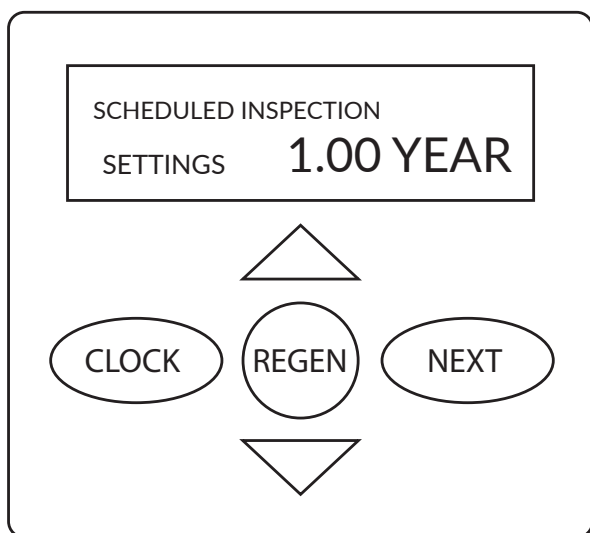 SCHEDULED INSPECTION
SETTINGS 1.00 YEAR
CLOCK REGEN NEXT